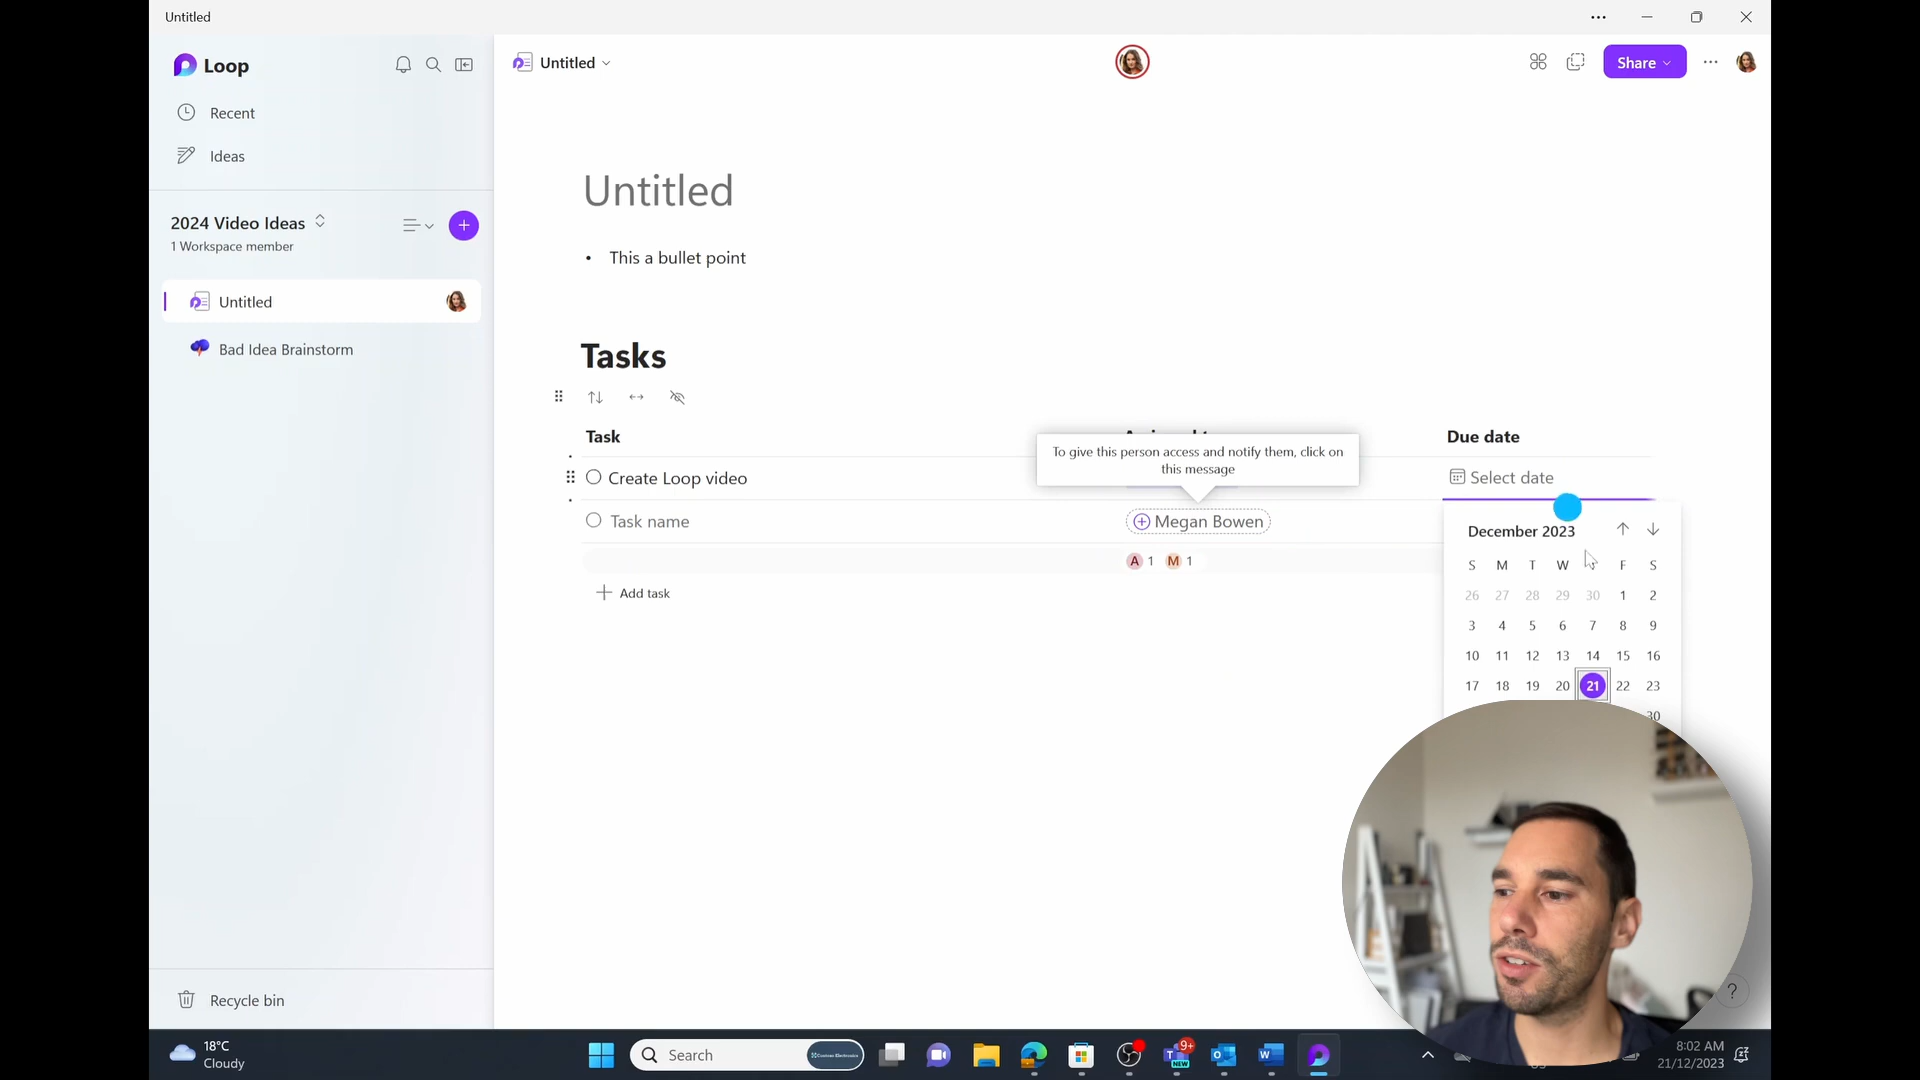 Untitled
Loop
Recent
Ideas
2024 Video Ideas
1 Workspace member
Untitled
Bad Idea Brainstorm
Recycle bin
Untitled
Share
Untitled
• This a bullet point
Tasks
Task
Due date
To give this person access and notify them, click on
this message
Create Loop video
Select date
Task name
Megan Bowen
A 1 M 1
Add task
December 2023
S M T W F S
26 27 28 29 30 1 2
3 4 5 6 7 8 9
10 11 12 13 14 15 16
17 18 19 20 21 22 23
30
?
18°C
Cloudy
Search
9+
NEW
8:02 AM
21/12/2023